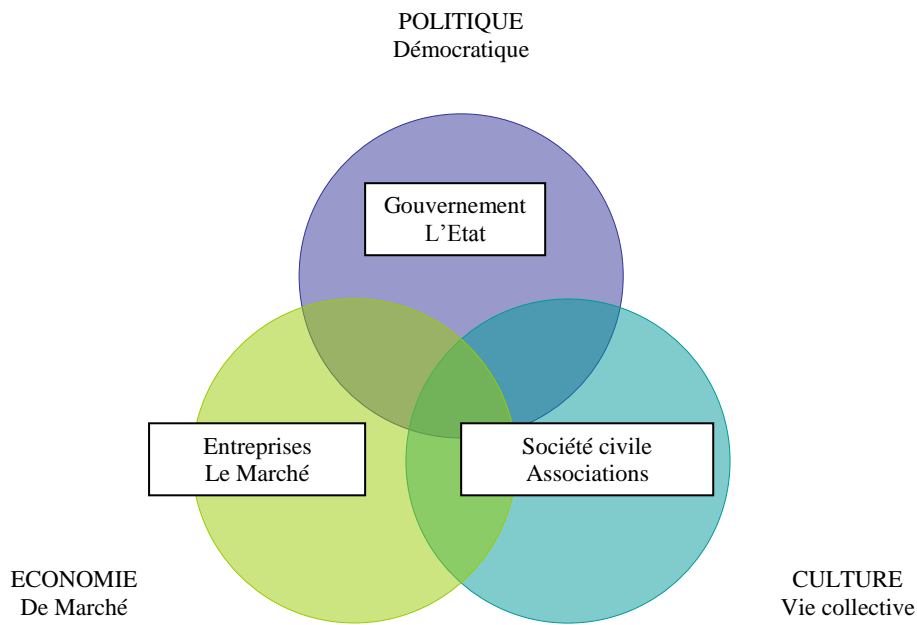 POLITIQUE
Démocratique
Gouvernement
L’Etat
Entreprises
Le Marché
Société civile
Associations
ECONOMIE
De Marché
CULTURE
Vie collective